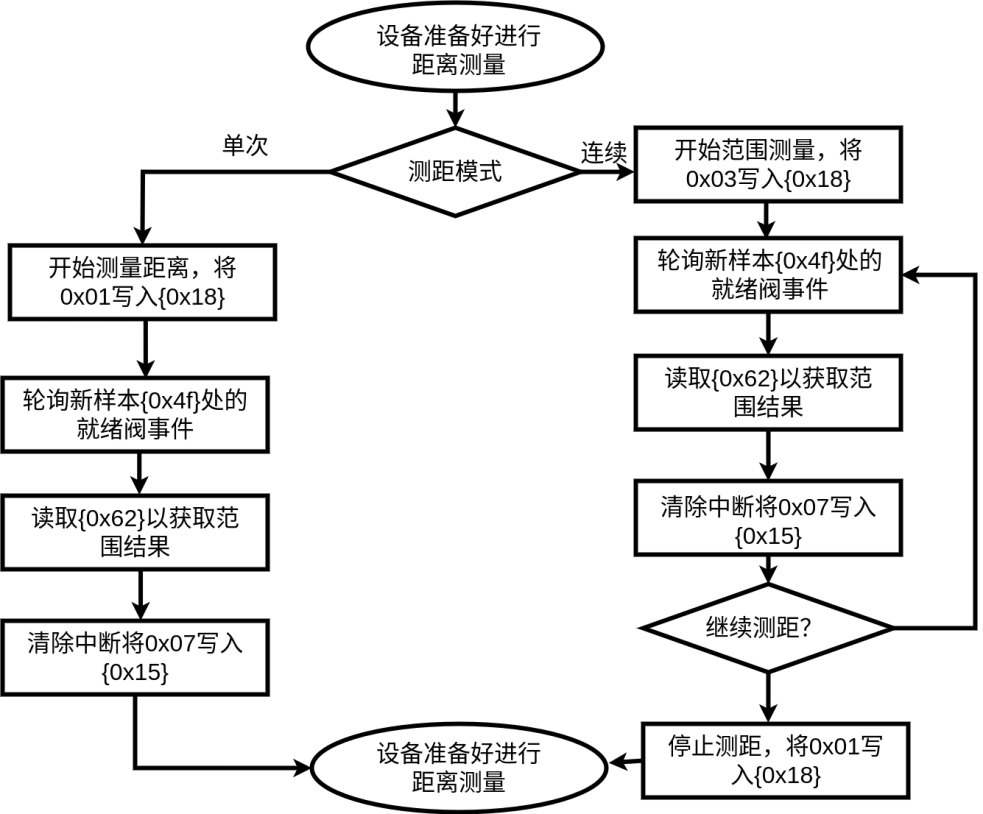 设备准备好进行
距离测量
单次
测距模式
连续
开始范围测量，将
0x03写入{0x18}
轮询新样本{0x4f}处的
就绪阀事件
读取{0x62}以获取范
围结果
清除中断将0x07写入
{0x15}
继续测距？
停止测距，将0x01写
入{0x18}
开始测量距离，将
0x01写入{0x18}
轮询新样本{0x4f}处的
就绪阀事件
读取{0x62}以获取范
围结果
清除中断将0x07写入
{0x15}
设备准备好进行
距离测量